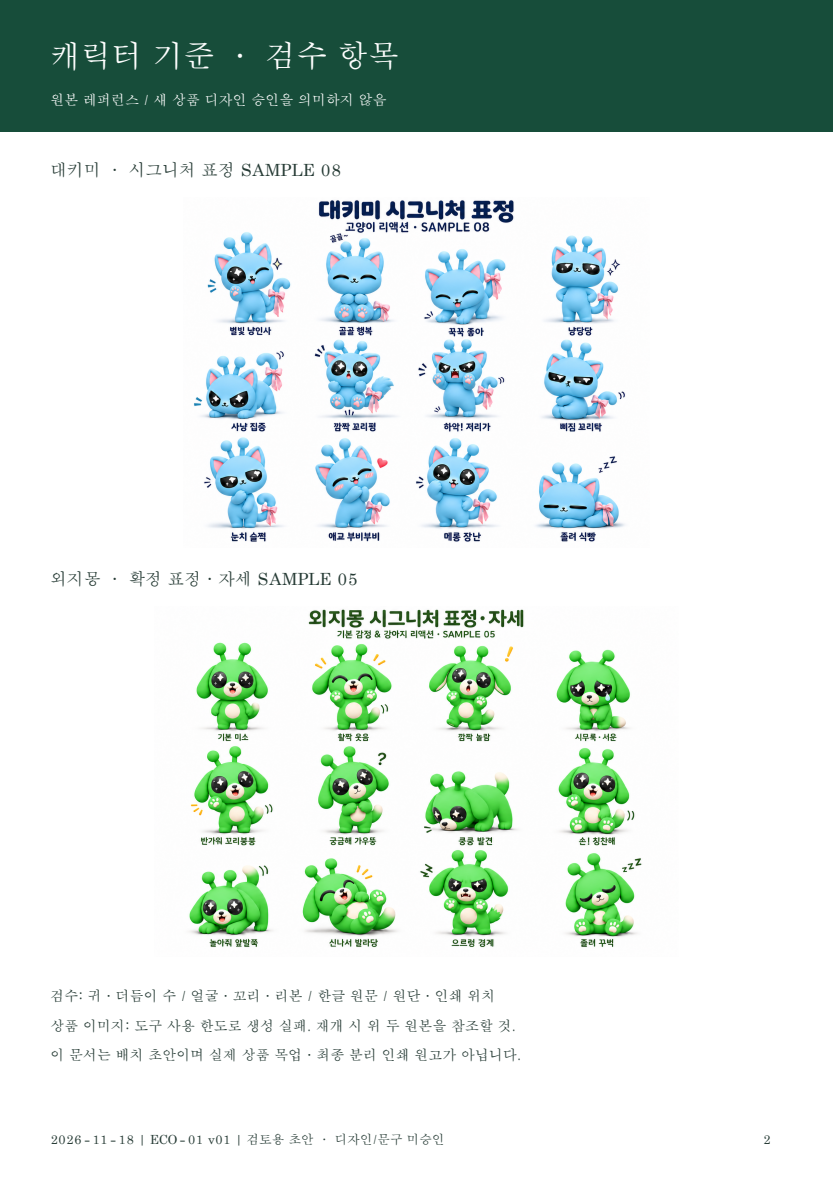 캐릭터 기준 · 검수 항목
원본 레퍼런스 / 새 상품 디자인 승인을 의미하지 않음
대키미 · 시그니처 표정 SAMPLE 08
대키미 시그니처 표정
고양이 리액션 · SAMPLE 08
골골~
별빛 냥인사
골골 행복
꾹꾹 좋아
냥당당
사냥 집중
깜짝 꼬리펑
하악! 저리가
삐짐 꼬리탁
zzz
눈치 슬쩍
애교 부비부비
메롱 장난
졸려 식빵
외지몽 · 확정 표정·자세 SAMPLE 05
외지몽 시그니처 표정·자세
기본 감정 & 강아지 리액션 · SAMPLE 05
!
기본 미소
활짝 웃음
깜짝 놀람
시무룩·서운
?
반가워 꼬리붕붕
궁금해 갸우뚱
킁킁 발견
손! 칭찬해
zzz
놀아줘 앞발쭉
신나서 발라당
으르렁 경계
졸려 꾸벅
검수: 귀·더듬이 수 / 얼굴·꼬리·리본 / 한글 원문 / 원단·인쇄 위치
상품 이미지: 도구 사용 한도로 생성 실패. 재개 시 위 두 원본을 참조할 것.
이 문서는 배치 초안이며 실제 상품 목업·최종 분리 인쇄 원고가 아닙니다.
2026-11-18 | ECO-01 v01 | 검토용 초안 · 디자인/문구 미승인
2